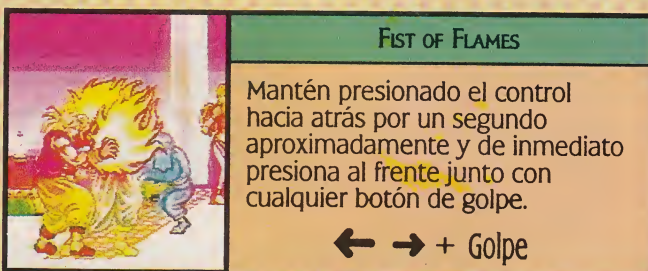 FIST OF FLAMES
Mantén presionado el control
hacia atrás por un segundo
aproximadamente y de inmediato
presiona al frente junto con
cualquier botón de golpe.
← → + Golpe